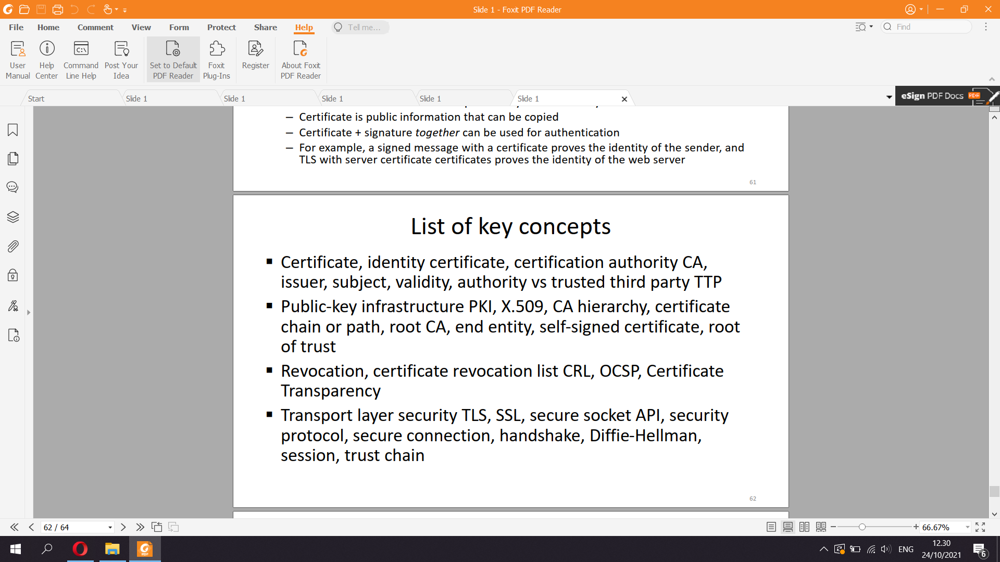 Slide 1 - Foxit PDF Reader
File Home Comment View Form Protect Share Help Tell me... Find
User Manual
Help Center
C:\
Command Line Help
Post Your Idea
Set to Default PDF Reader
Foxit Plug-Ins
Register
About Foxit PDF Reader
Start Slide 1 Slide 1 Slide 1 Slide 1 Slide 1 eSign PDF Docs PDF
– Certificate is public information that can be copied
– Certificate + signature together can be used for authentication
– For example, a signed message with a certificate proves the identity of the sender, and
TLS with server certificate certificates proves the identity of the web server
61
List of key concepts
▪ Certificate, identity certificate, certification authority CA,
issuer, subject, validity, authority vs trusted third party TTP
▪ Public-key infrastructure PKI, X.509, CA hierarchy, certificate
chain or path, root CA, end entity, self-signed certificate, root
of trust
▪ Revocation, certificate revocation list CRL, OCSP, Certificate
Transparency
▪ Transport layer security TLS, SSL, secure socket API, security
protocol, secure connection, handshake, Diffie-Hellman,
session, trust chain
62
62 / 64 66.67%
PDF
ENG
12.30
24/10/2021
6